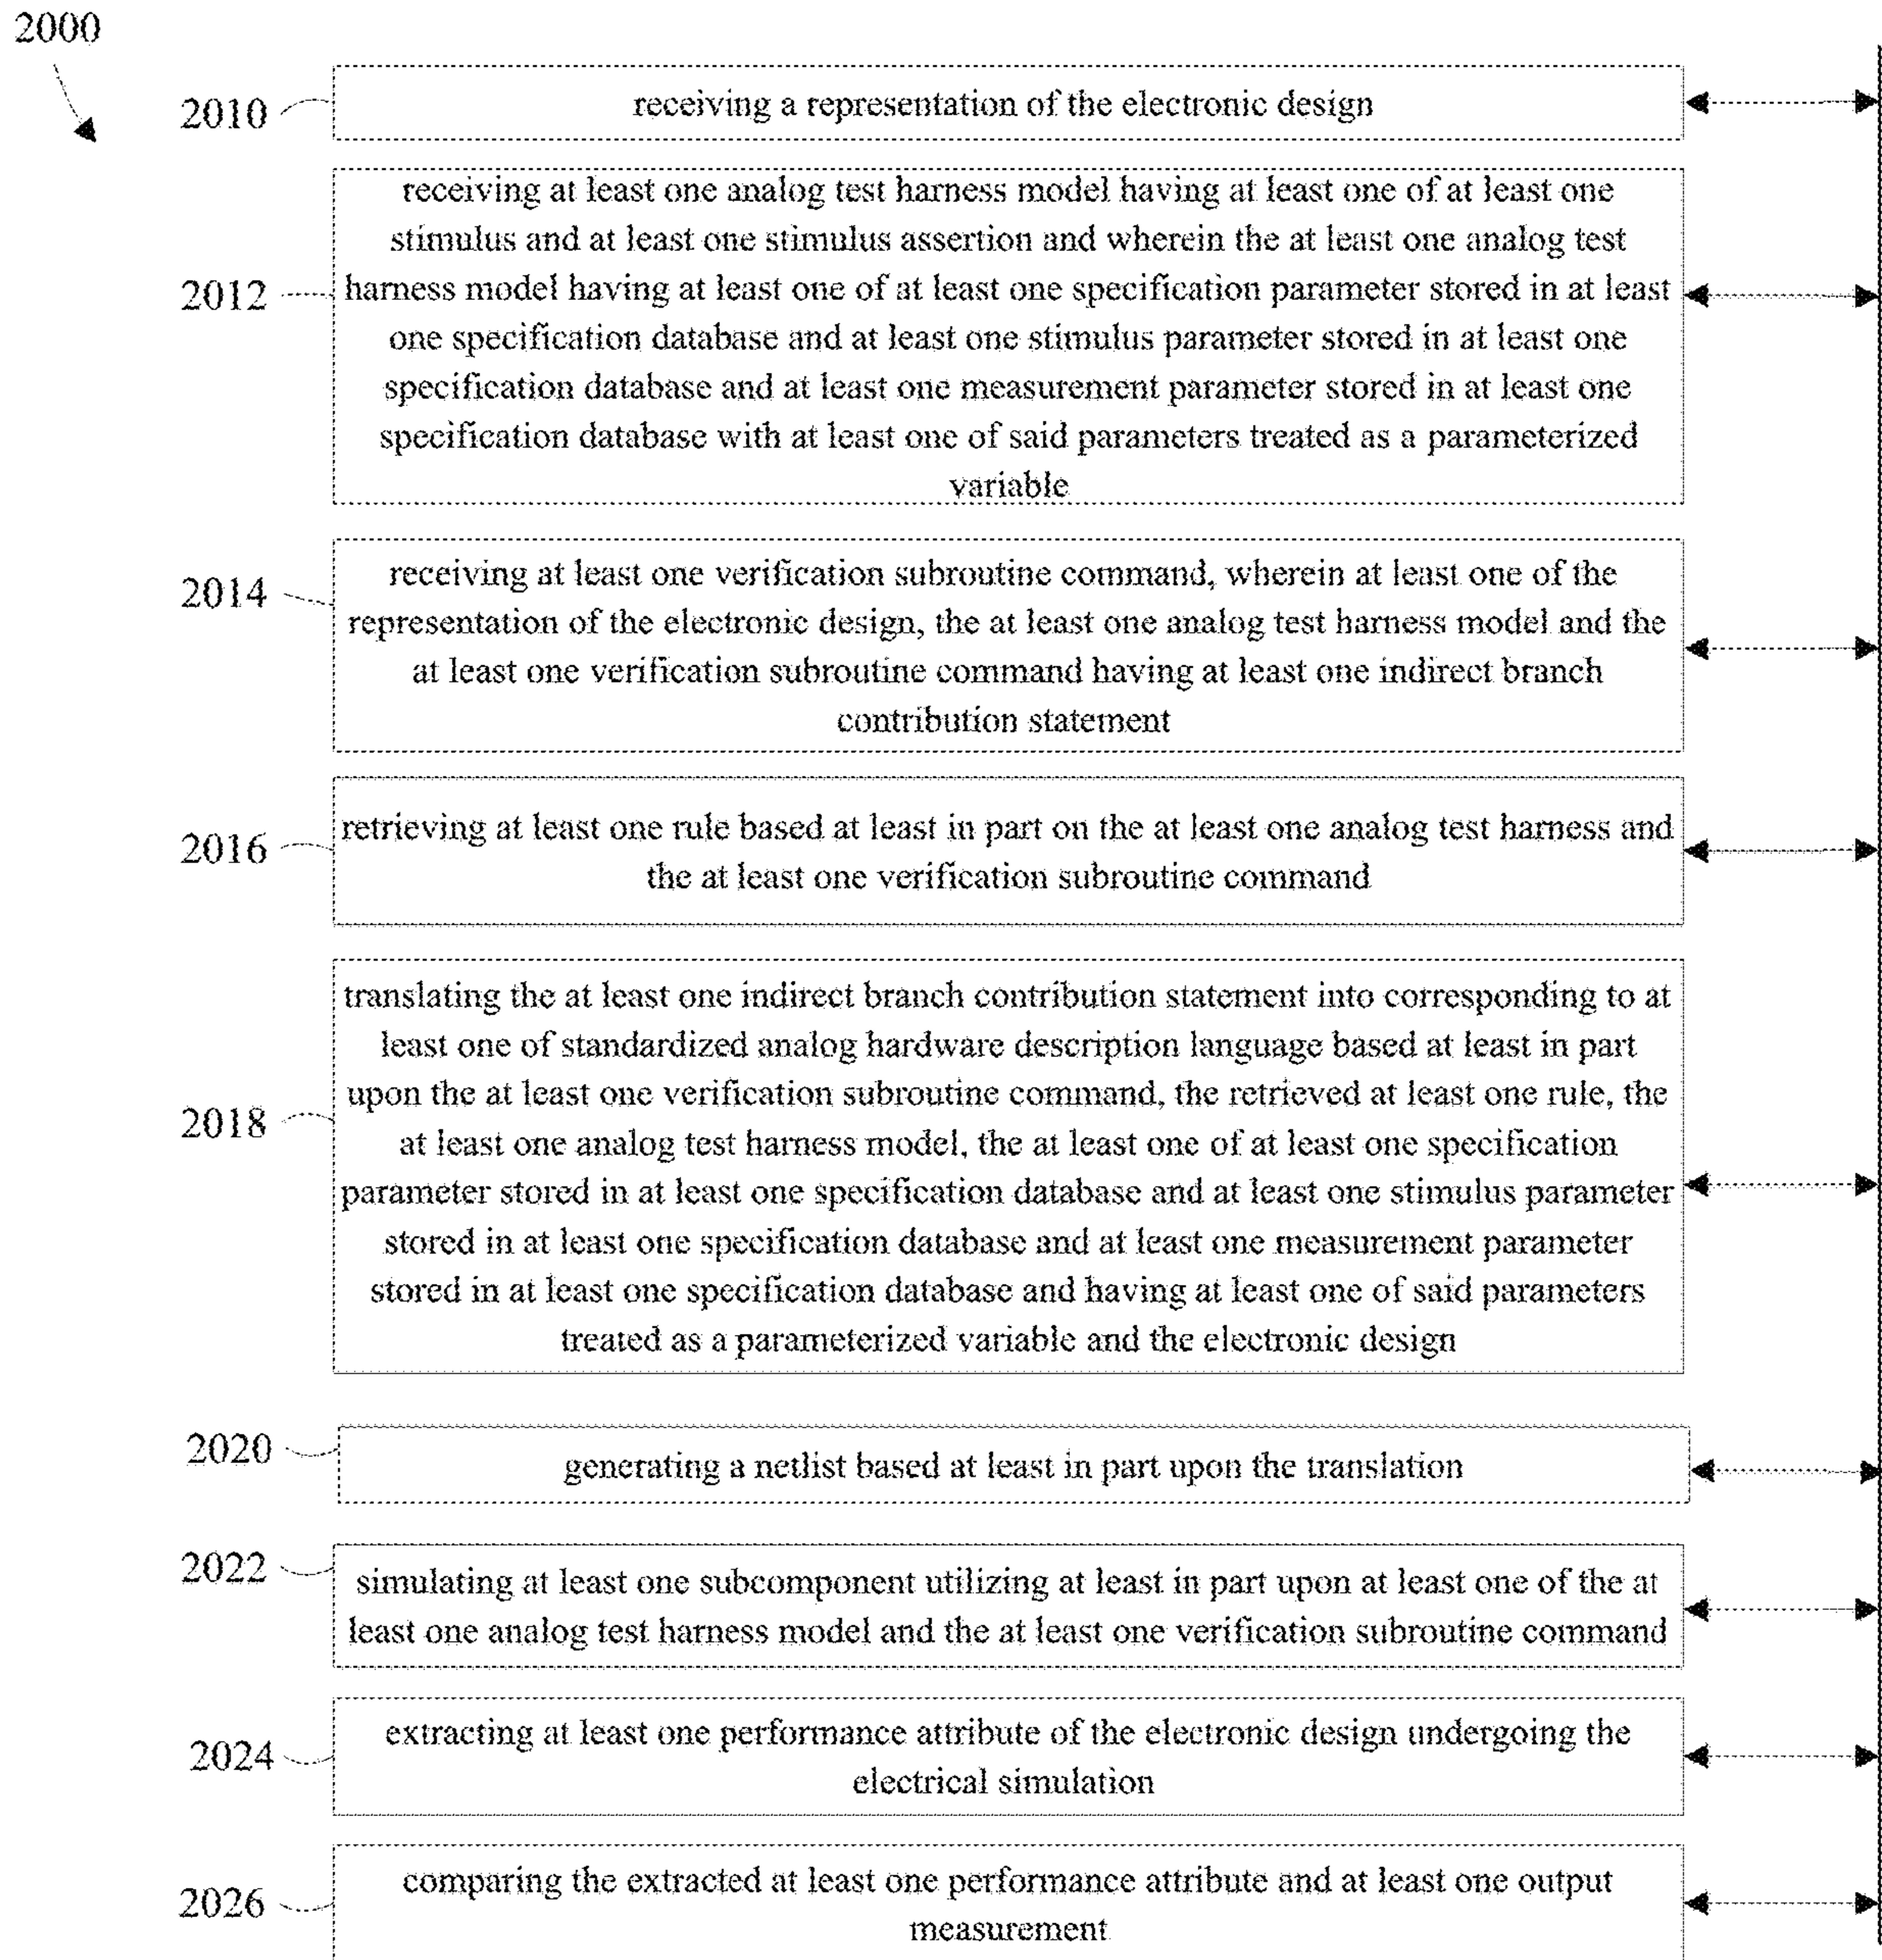 2000
2010
receiving a representation of the electronic design
2012
receiving at least one analog test harness model having at least one of at least one
stimulus and at least one stimulus assertion and wherein the at least one analog test
harness model having at least one of at least one specification parameter stored in at least
one specification database and at least one stimulus parameter stored in at least one
specification database and at least one measurement parameter stored in at least one
specification database with at least one of said parameters treated as a parameterized
variable
2014
receiving at least one verification subroutine command, wherein at least one of the
representation of the electronic design, the at least one analog test harness model and the
at least one verification subroutine command having at least one indirect branch
contribution statement
2016
retrieving at least one rule based at least in part on the at least one analog test harness and
the at least one verification subroutine command
2018
translating the at least one indirect branch contribution statement into corresponding to at
least one of standardized analog hardware description language based at least in part
upon the at least one verification subroutine command, the retrieved at least one rule, the
at least one analog test harness model, the at least one of at least one specification
parameter stored in at least one specification database and at least one stimulus parameter
stored in at least one specification database and at least one measurement parameter
stored in at least one specification database and having at least one of said parameters
treated as a parameterized variable and the electronic design
2020
generating a netlist based at least in part upon the translation
2022
simulating at least one subcomponent utilizing at least in part upon at least one of the at
least one analog test harness model and the at least one verification subroutine command
2024
extracting at least one performance attribute of the electronic design undergoing the
electrical simulation
2026
comparing the extracted at least one performance attribute and at least one output
measurement